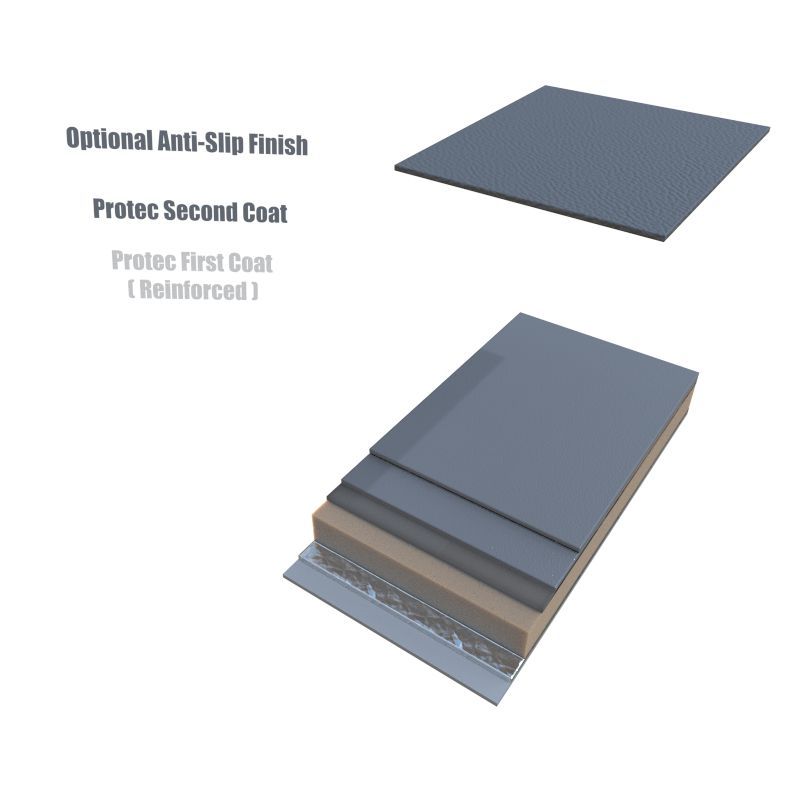 Optional Anti-Slip Finish
Protec Second Coat
Protec First Coat
( Reinforced )